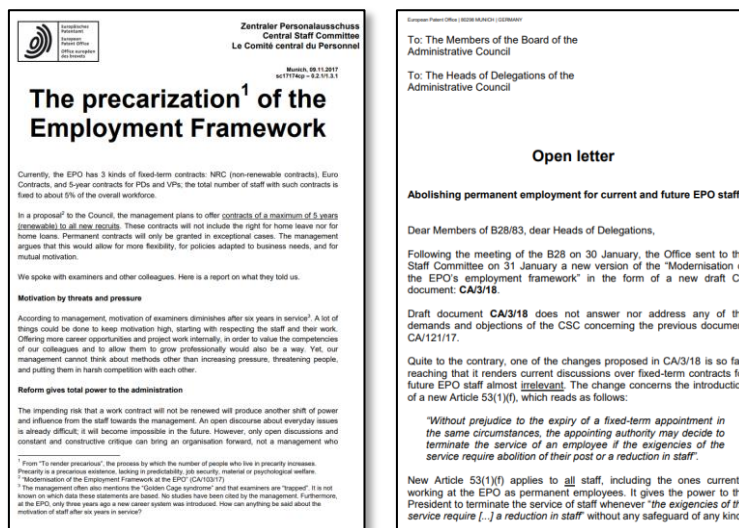 Europäisches
Patentamt
European
Patent Office
Office européen
des brevets
Zentraler Personalausschuss
Central Staff Committee
Le Comité central du Personnel
Munich, 09.11.2017
sc17174cp – 0.2.1/1.3.1
The precarization1 of the
Employment Framework
Currently, the EPO has 3 kinds of fixed-term contracts: NRC (non-renewable contracts), Euro
Contracts, and 5-year contracts for PDs and VPs; the total number of staff with such contracts is
fixed to about 5% of the overall workforce.
In a proposal2 to the Council, the management plans to offer contracts of a maximum of 5 years
(renewable) to all new recruits. These contracts will not include the right for home leave nor for
home loans. Permanent contracts will only be granted in exceptional cases. The management
argues that this would allow for more flexibility, for policies adapted to business needs, and for
mutual motivation.
We spoke with examiners and other colleagues. Here is a report on what they told us.
Motivation by threats and pressure
According to management, motivation of examiners diminishes after six years in service3. A lot of
things could be done to keep motivation high, starting with respecting the staff and their work.
Offering more career opportunities and project work internally, in order to value the competencies
of our colleagues and to allow them to grow professionally would also be a way. Yet, our
management cannot think about methods other than increasing pressure, threatening people,
and putting them in harsh competition with each other.
Reform gives total power to the administration
The impending risk that a work contract will not be renewed will produce another shift of power
and influence from the staff towards the management. An open discourse about everyday issues
is already difficult; it will become impossible in the future. However, only open discussions and
constant and constructive critique can bring an organisation forward, not a management who
1 From "To render precarious", the process by which the number of people who live in precarity increases.
Precarity is a precarious existence, lacking in predictability, job security, material or psychological welfare.
2 "Modernisation of the Employment Framework at the EPO" (CA/103/17)
3 The management often also mentions the "Golden Cage syndrome" and that examiners are "trapped". It is not
known on which data these statements are based. No studies have been cited by the management. Furthermore,
at the EPO, only three years ago a new career system was introduced. How can anything be said about the
motivation of staff after six years in service?
European Patent Office | 80298 MUNICH | GERMANY
To: The Members of the Board of the
Administrative Council
To: The Heads of Delegations of the
Administrative Council
Open letter
Abolishing permanent employment for current and future EPO staff
Dear Members of B28/83, dear Heads of Delegations,
Following the meeting of the B28 on 30 January, the Office sent to th
Staff Committee on 31 January a new version of the "Modernisation o
the EPO's employment framework" in the form of a new draft C
document: CA/3/18.
Draft document CA/3/18 does not answer nor address any of th
demands and objections of the CSC concerning the previous documen
CA/121/17.
Quite to the contrary, one of the changes proposed in CA/3/18 is so fa
reaching that it renders current discussions over fixed-term contracts fo
future EPO staff almost irrelevant. The change concerns the introductio
of a new Article 53(1)(f), which reads as follows:
"Without prejudice to the expiry of a fixed-term appointment in
the same circumstances, the appointing authority may decide to
terminate the service of an employee if the exigencies of the
service require abolition of their post or a reduction in staff".
New Article 53(1)(f) applies to all staff, including the ones current
working at the EPO as permanent employees. It gives the power to th
President to terminate the service of staff whenever "the exigencies of th
service require [...] a reduction in staff" without any safeguard of any kind